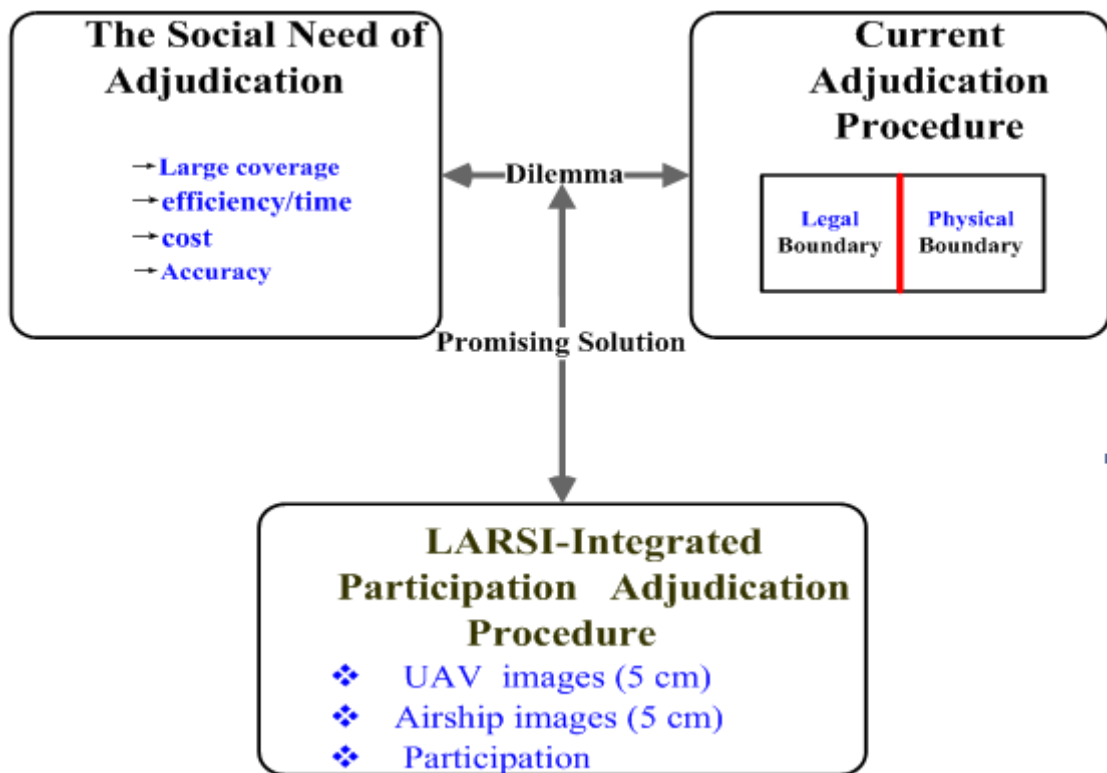 The Social Need of
Adjudication
→Large coverage
→efficiency/time
→cost
→Accuracy
Dilemma
Current
Adjudication
Procedure
Legal
Boundary
Physical
Boundary
Promising Solution
LARSI-Integrated
Participation Adjudication
Procedure
❖ UAV images (5 cm)
❖ Airship images (5 cm)
❖ Participation